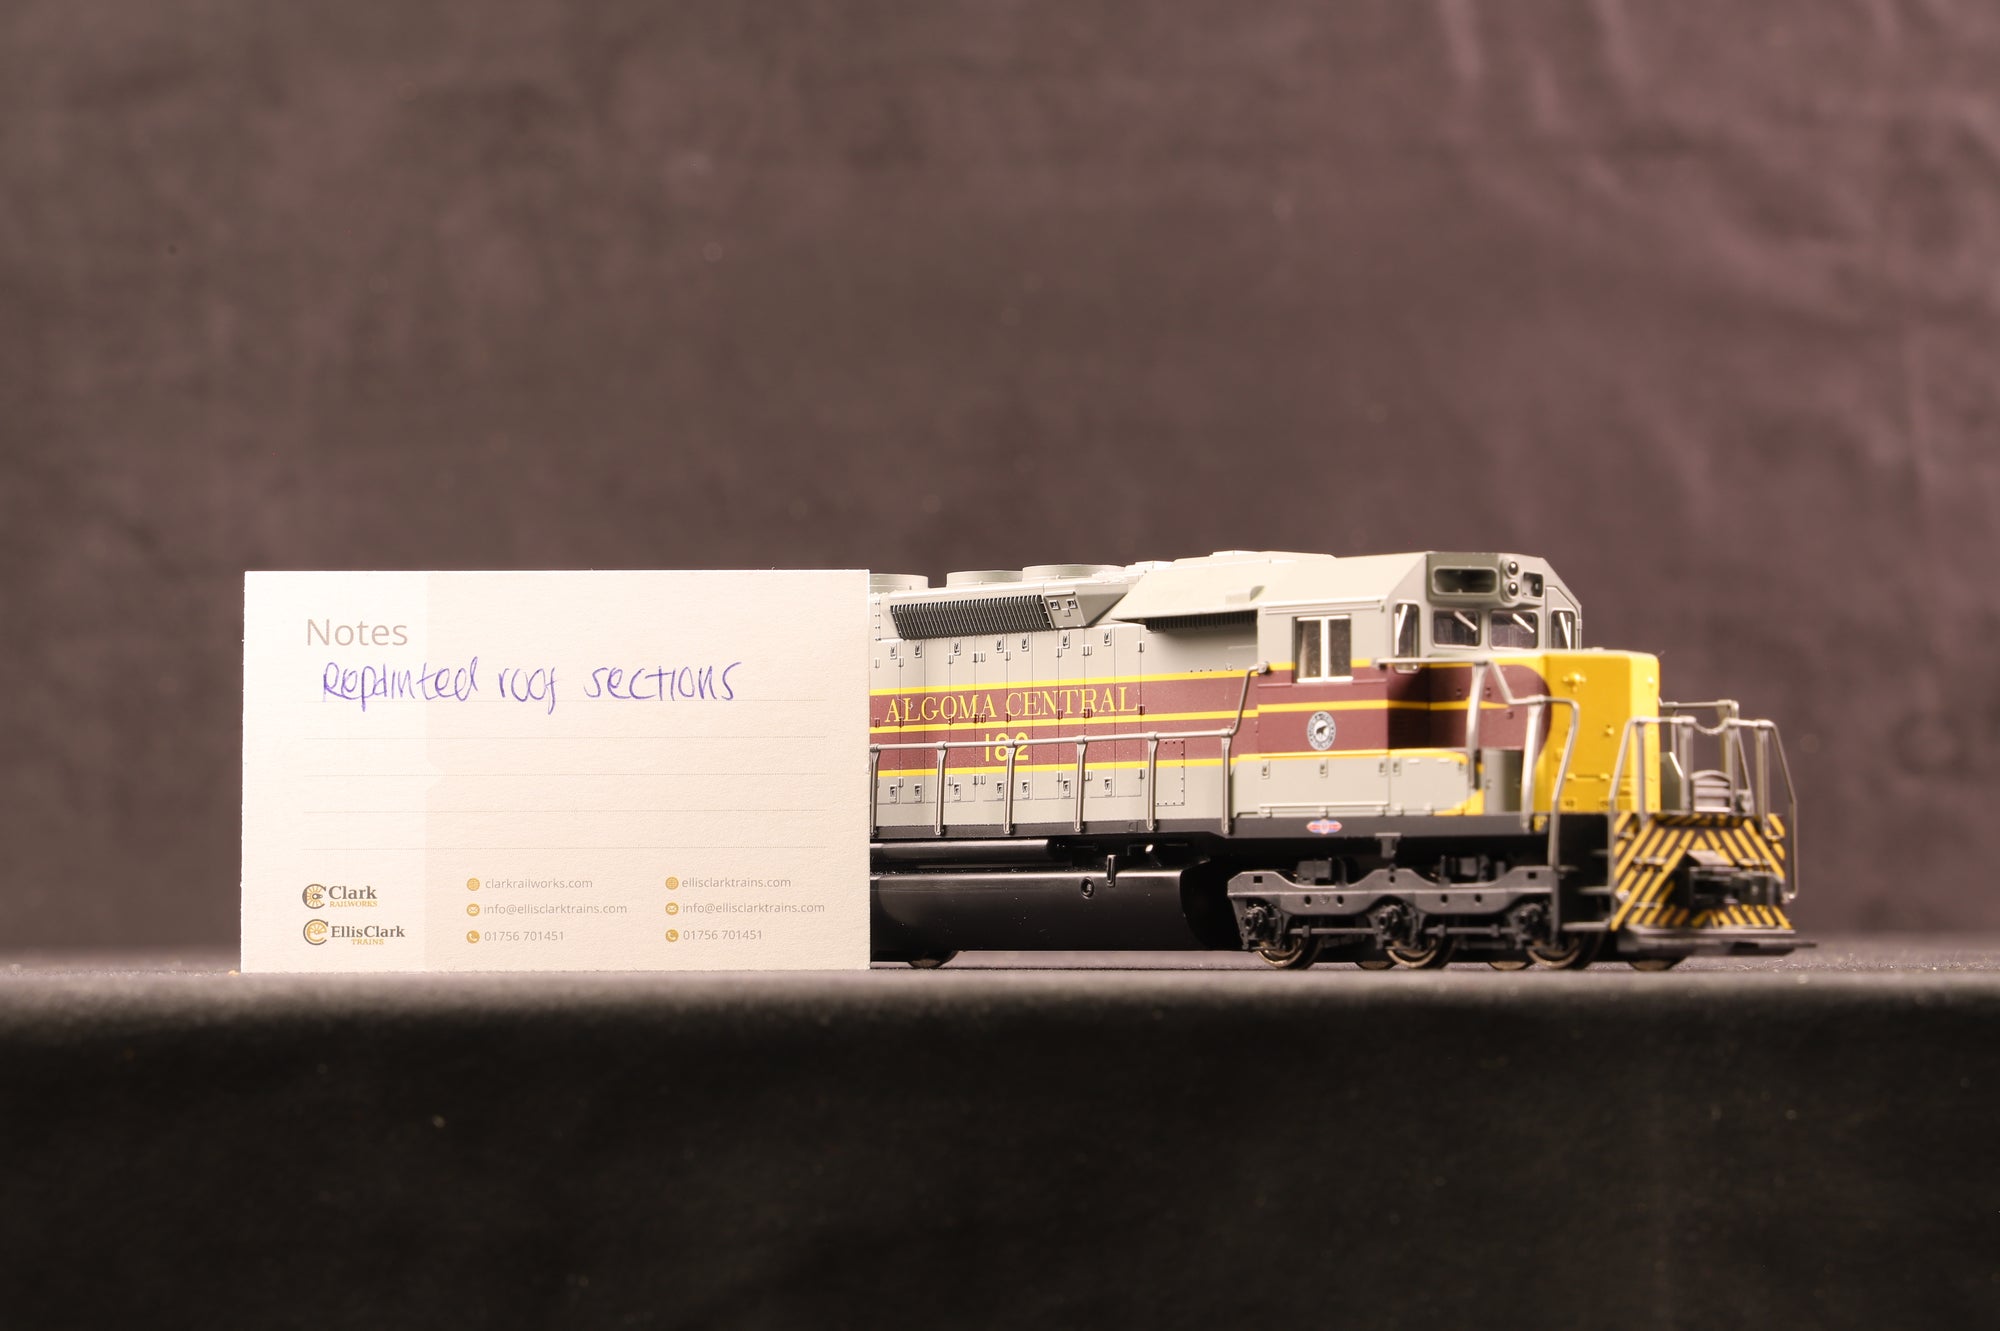 Notes
Repainted roof sections
Clark
RAILWORKS
EllisClark
TRAINS
clarkrailworks.com
info@ellisclarktrains.com
01756 701451
ellisclarktrains.com
info@ellisclarktrains.com
01756 701451
ALGOMA CENTRAL
182